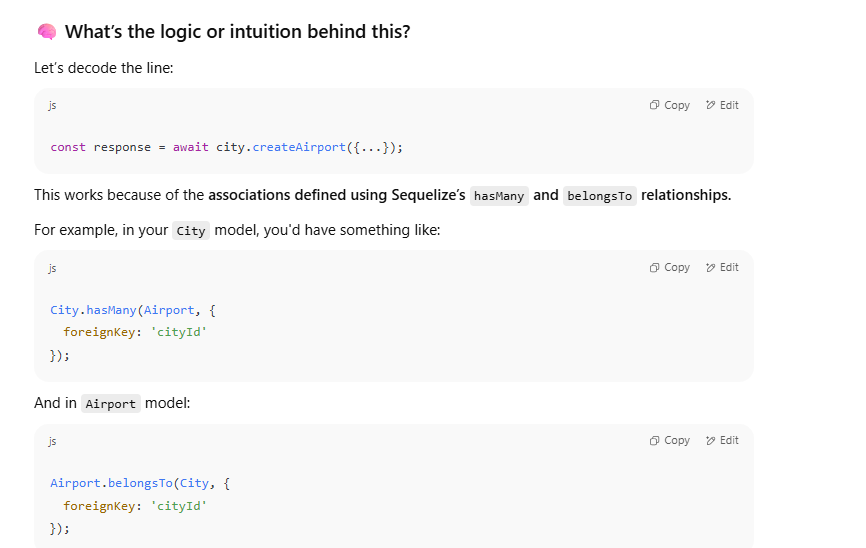 🧠 What's the logic or intuition behind this?
Let's decode the line:
js Copy Edit
const response = await city.createAirport({...});
This works because of the associations defined using Sequelize's hasMany and belongsTo relationships.
For example, in your City model, you'd have something like:
js Copy Edit
City.hasMany(Airport, {
  foreignKey: 'cityId'
});
And in Airport model:
js Copy Edit
Airport.belongsTo(City, {
  foreignKey: 'cityId'
});